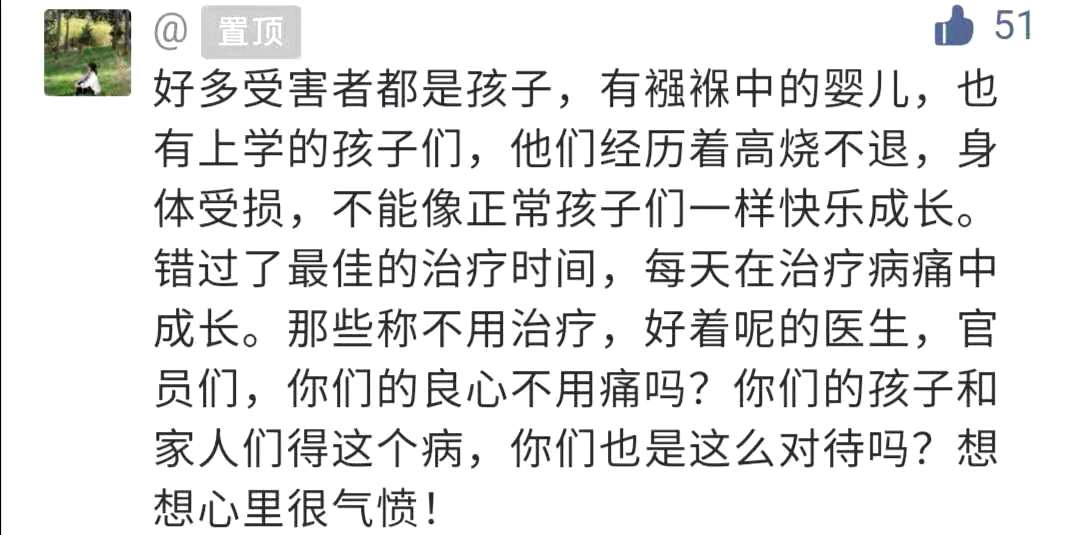 @ 置顶 51
好多受害者都是孩子，有襁褓中的婴儿，也
有上学的孩子们，他们经历着高烧不退，身
体受损，不能像正常孩子们一样快乐成长。
错过了最佳的治疗时间，每天在治疗病痛中
成长。那些称不用治疗，好着呢的医生，官
员们，你们的良心不用痛吗？你们的孩子和
家人们得这个病，你们也是这么对待吗？想
想心里很气愤！